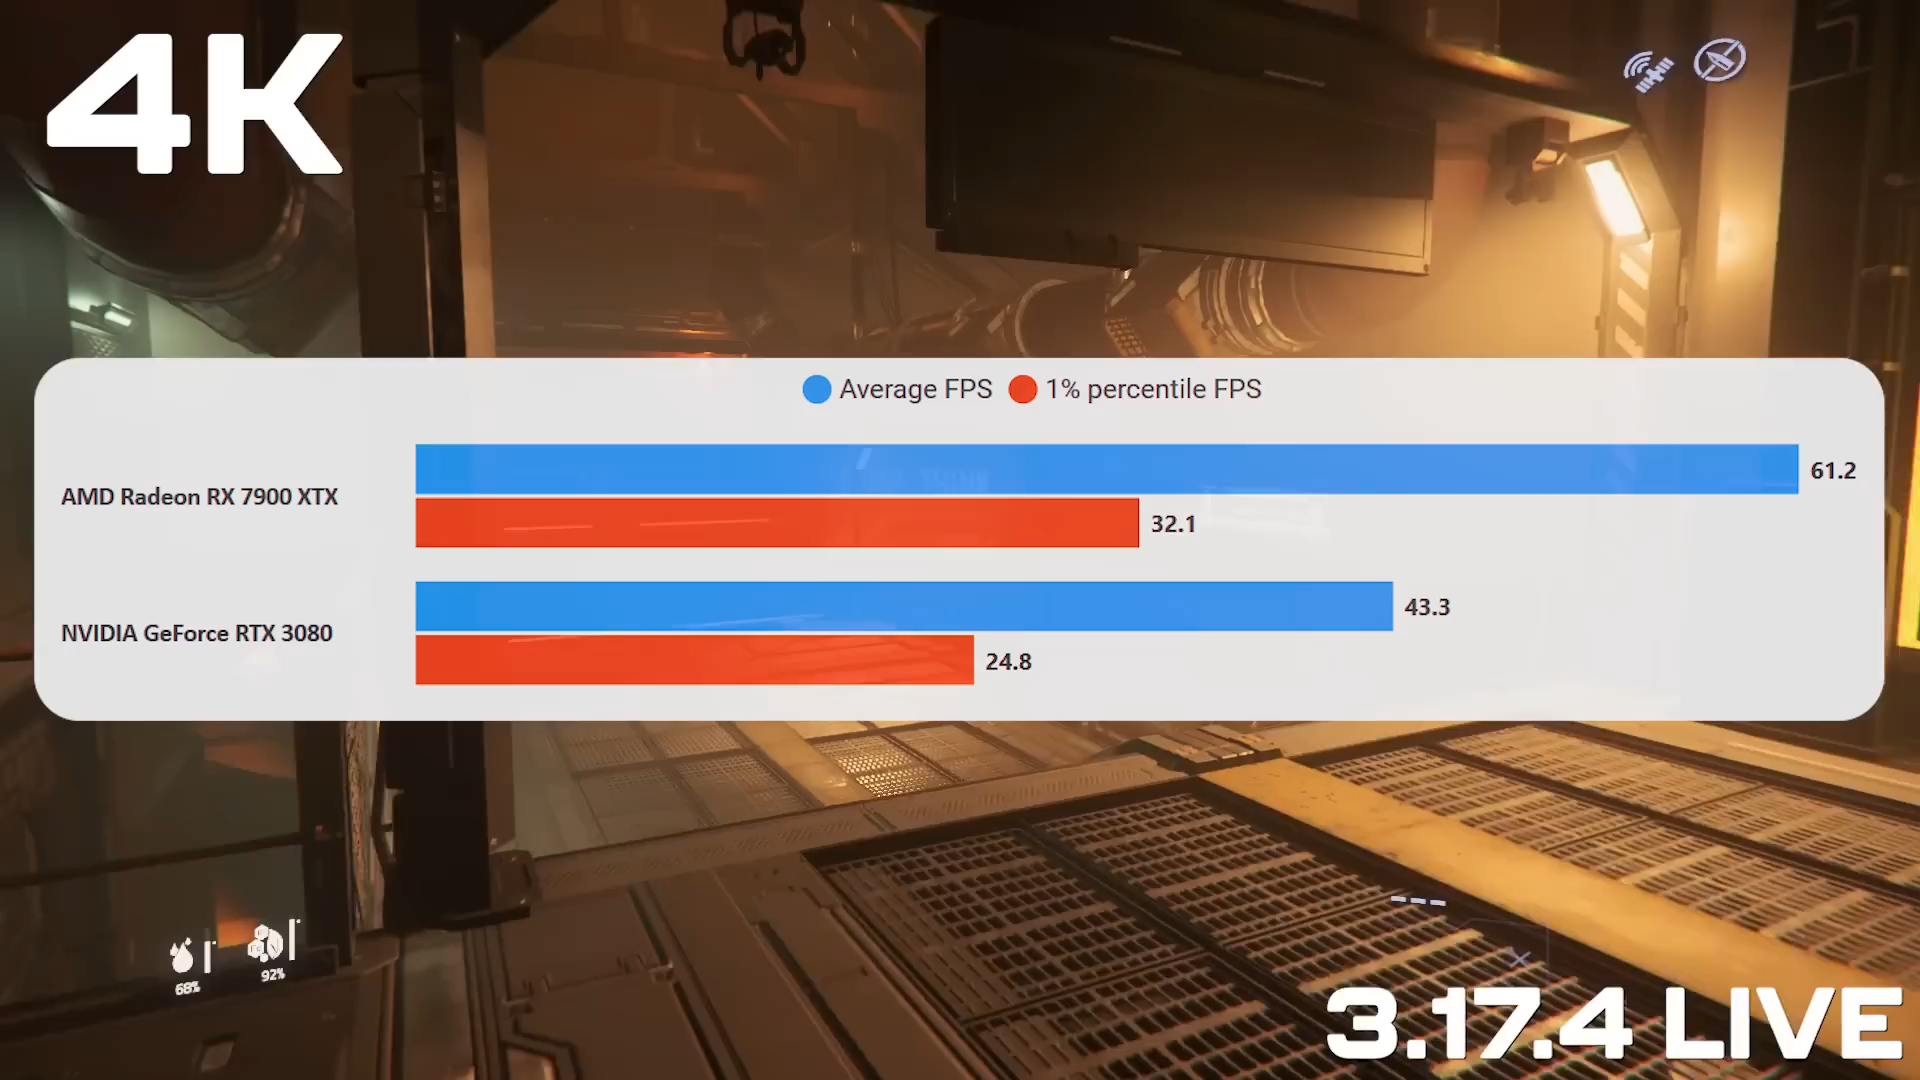 4K
Average FPS 1% percentile FPS
61.2
AMD Radeon RX 7900 XTX
32.1
43.3
NVIDIA GeForce RTX 3080
24.8
68%
92%
3.17.4 LIVE